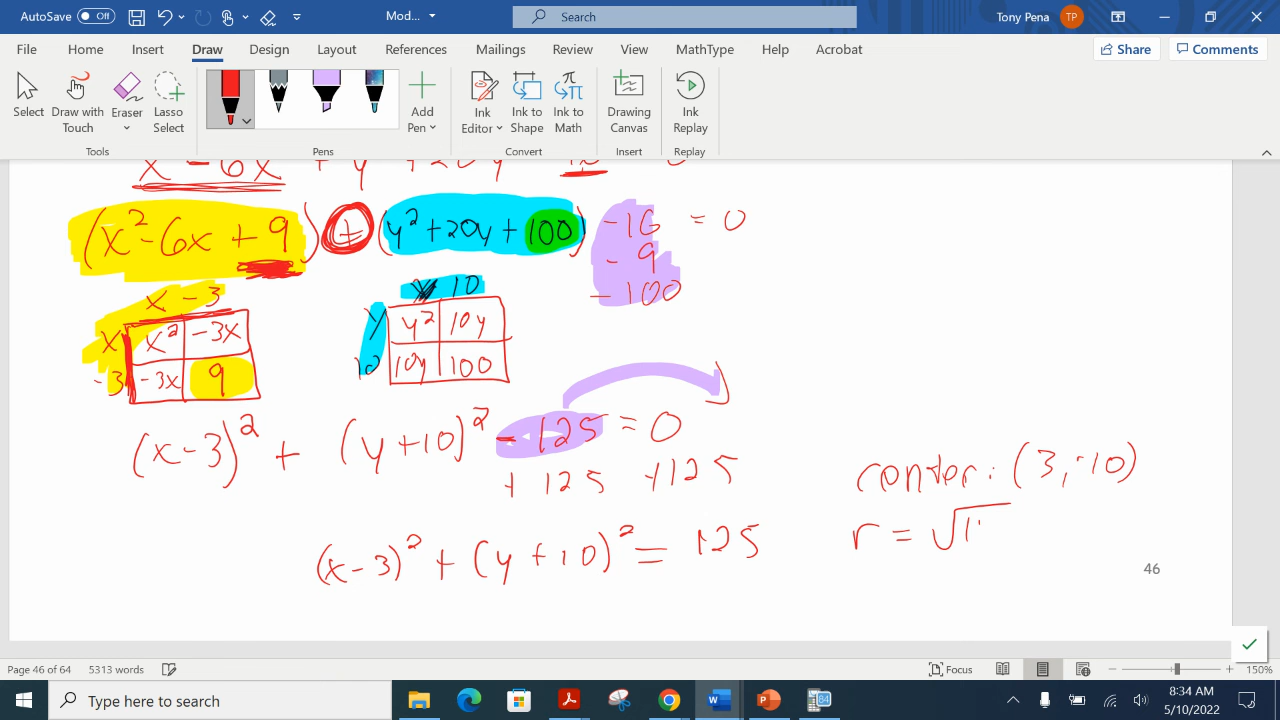 AutoSave Off Mod... Search Tony Pena TP
File Home Insert Draw Design Layout References Mailings Review View MathType Help Acrobat Share Comments
Select Draw with Touch Eraser Lasso Select Add Pen Ink Editor Ink to Shape Ink to Math Drawing Canvas Ink Replay
Tools Pens Convert Insert Replay
(x² - 6x + 9) + (y² + 20y + 100) - 16 = 0
- 9
- 100
x - 3
10
x x² -3x
y y² 10y
-3 -3x 9
10 10y 100
(x-3)² + (y+10)² - 125 = 0
+ 125 +125
center: (3, -10)
(x-3)² + (y+10)² = 125
r =
46
Page 46 of 64 5313 words Focus 150%
Type here to search
8:34 AM
5/10/2022